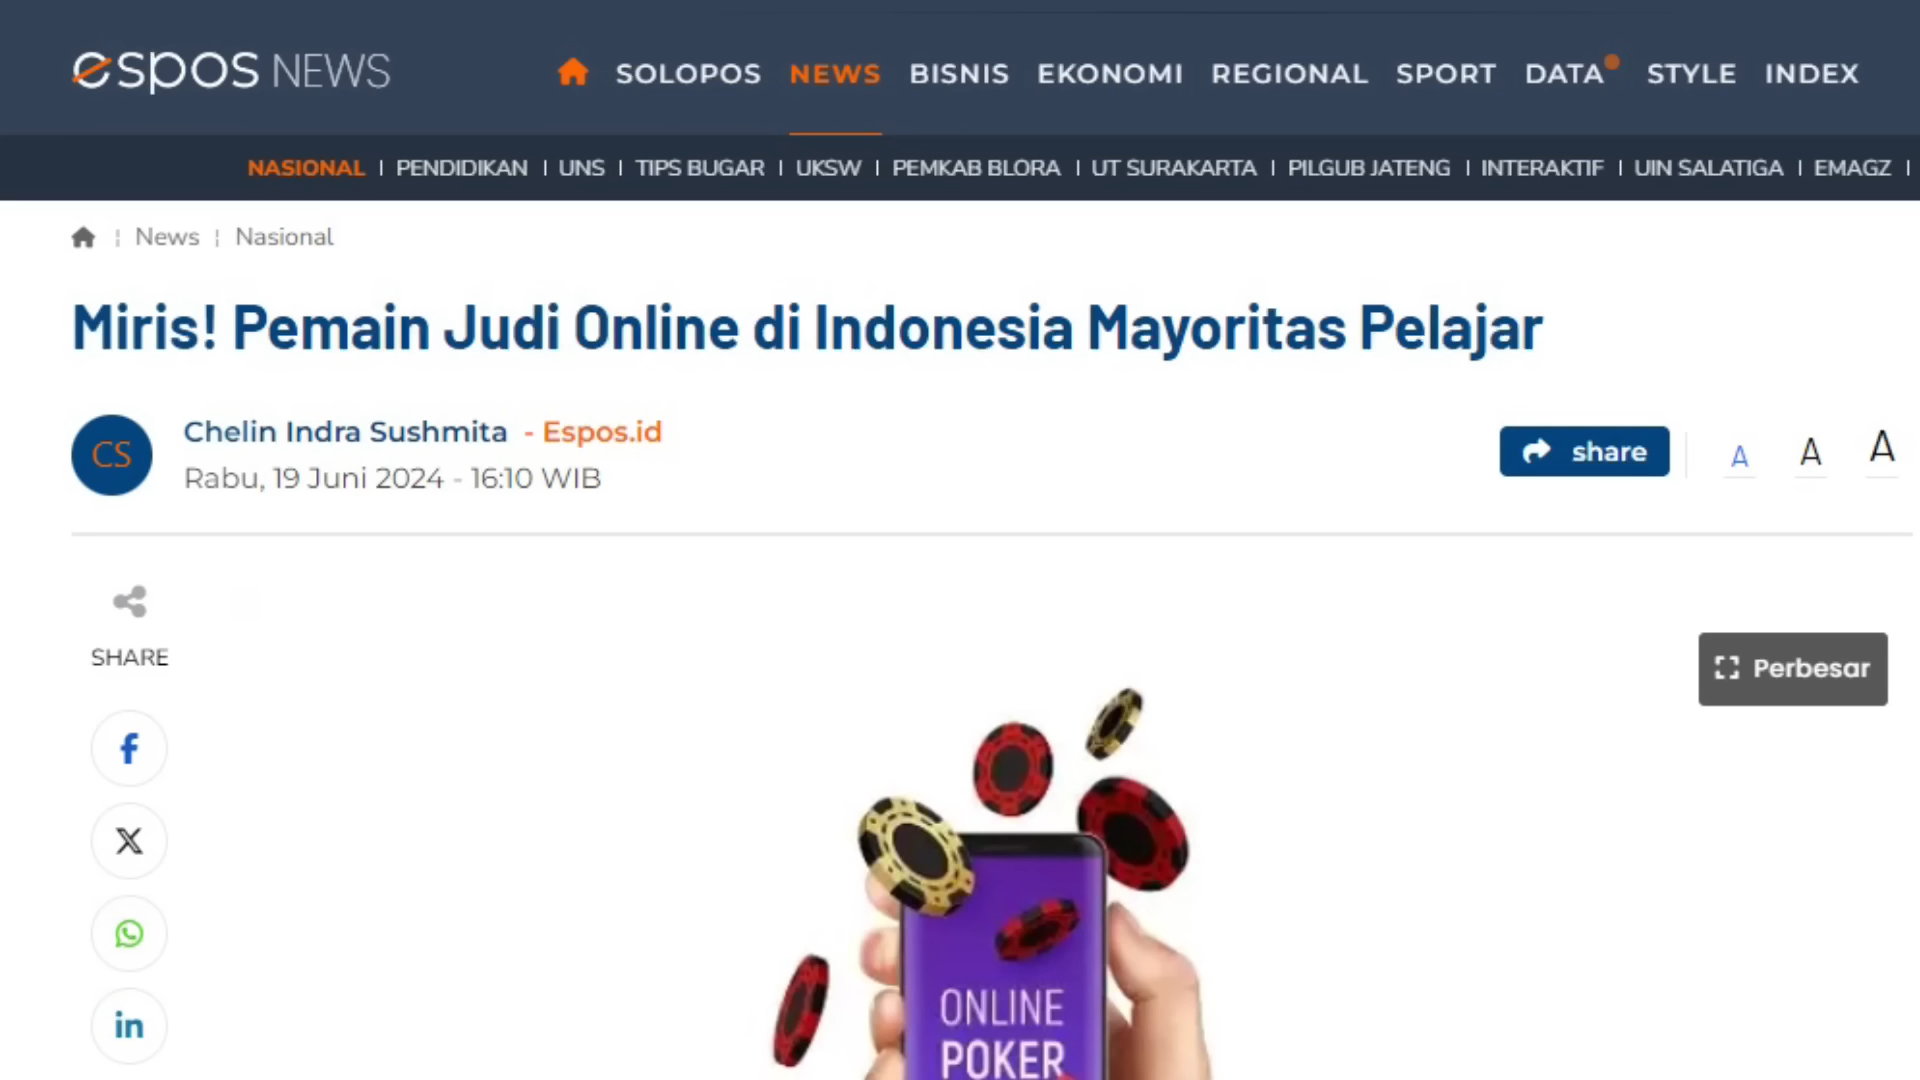 espos NEWS
SOLOPOS NEWS BISNIS EKONOMI REGIONAL SPORT DATA STYLE INDEX
NASIONAL | PENDIDIKAN | UNS | TIPS BUGAR | UKSW | PEMKAB BLORA | UT SURAKARTA | PILGUB JATENG | INTERAKTIF | UIN SALATIGA | EMAGZ |
News ¦ Nasional
Miris! Pemain Judi Online di Indonesia Mayoritas Pelajar
CS
Chelin Indra Sushmita - Espos.id
Rabu, 19 Juni 2024 - 16:10 WIB
share
A A A
SHARE
Perbesar
ONLINE
POKER